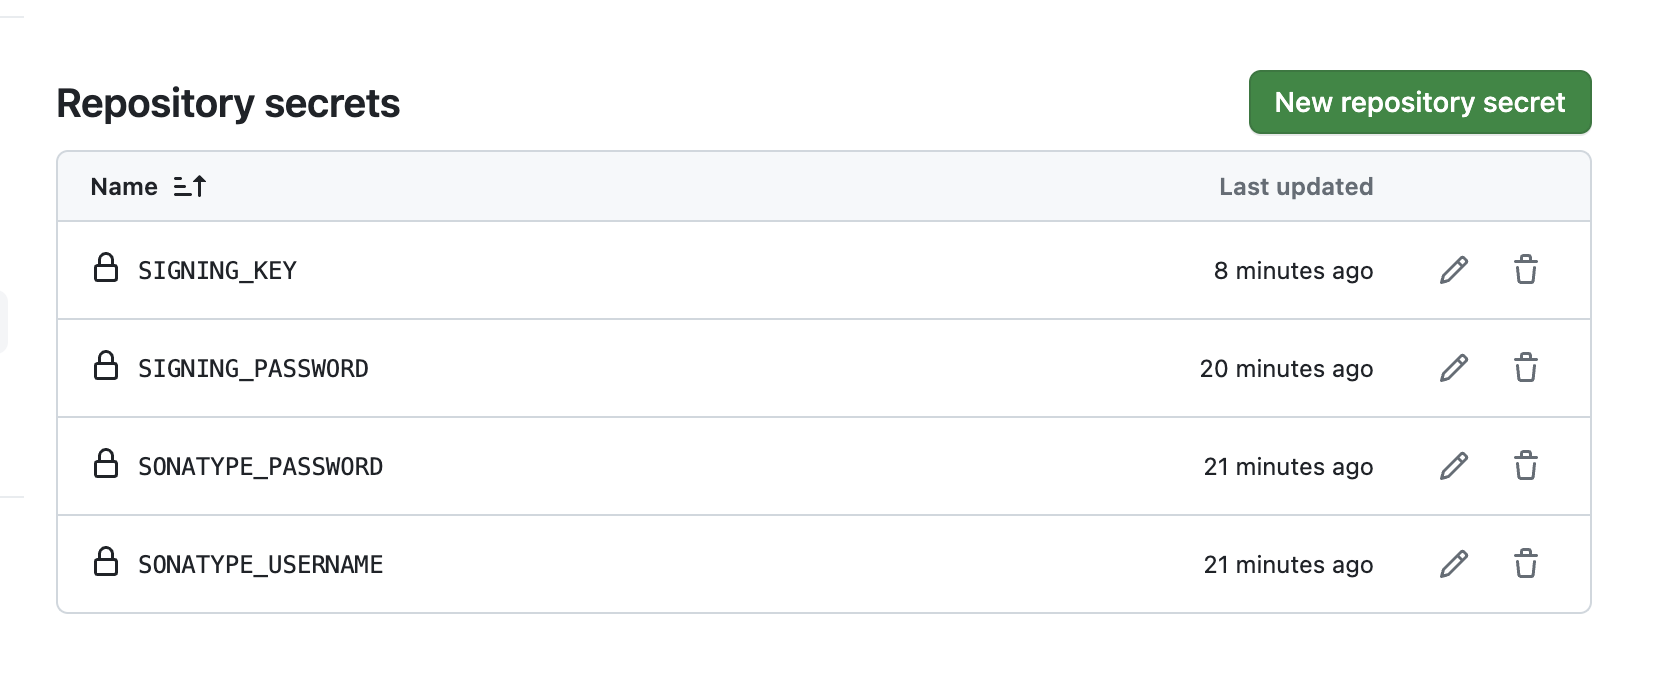 Repository secrets
New repository secret
Name
Last updated
SIGNING_KEY
8 minutes ago
SIGNING_PASSWORD
20 minutes ago
SONATYPE_PASSWORD
21 minutes ago
SONATYPE_USERNAME
21 minutes ago